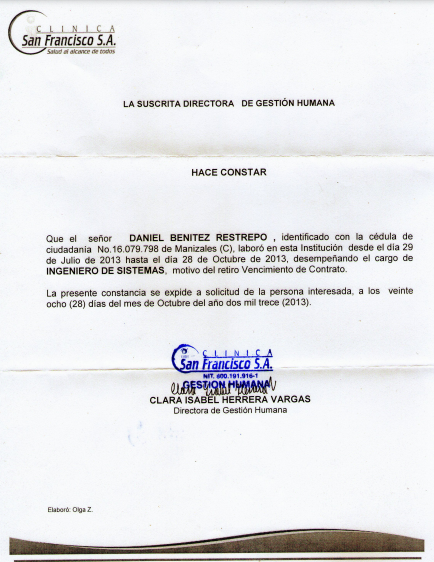 CLINICA
San Francisco S.A.
Salud al alcance de todos
LA SUSCRITA DIRECTORA DE GESTIÓN HUMANA
HACE CONSTAR
Que el señor DANIEL BENITEZ RESTREPO , identificado con la cédula de
ciudadanía No.16.079.798 de Manizales (C), laboró en esta Institución desde el día 29
de Julio de 2013 hasta el día 28 de Octubre de 2013, desempeñando el cargo de
INGENIERO DE SISTEMAS, motivo del retiro Vencimiento de Contrato.
La presente constancia se expide a solicitud de la persona interesada, a los veinte
ocho (28) días del mes de Octubre del año dos mil trece (2013).
CLINICA
San Francisco S.A.
NIT. 800.191.916-1
GESTION HUMANA
CLARA ISABEL HERRERA VARGAS
Directora de Gestión Humana
Elaboró: Olga Z.